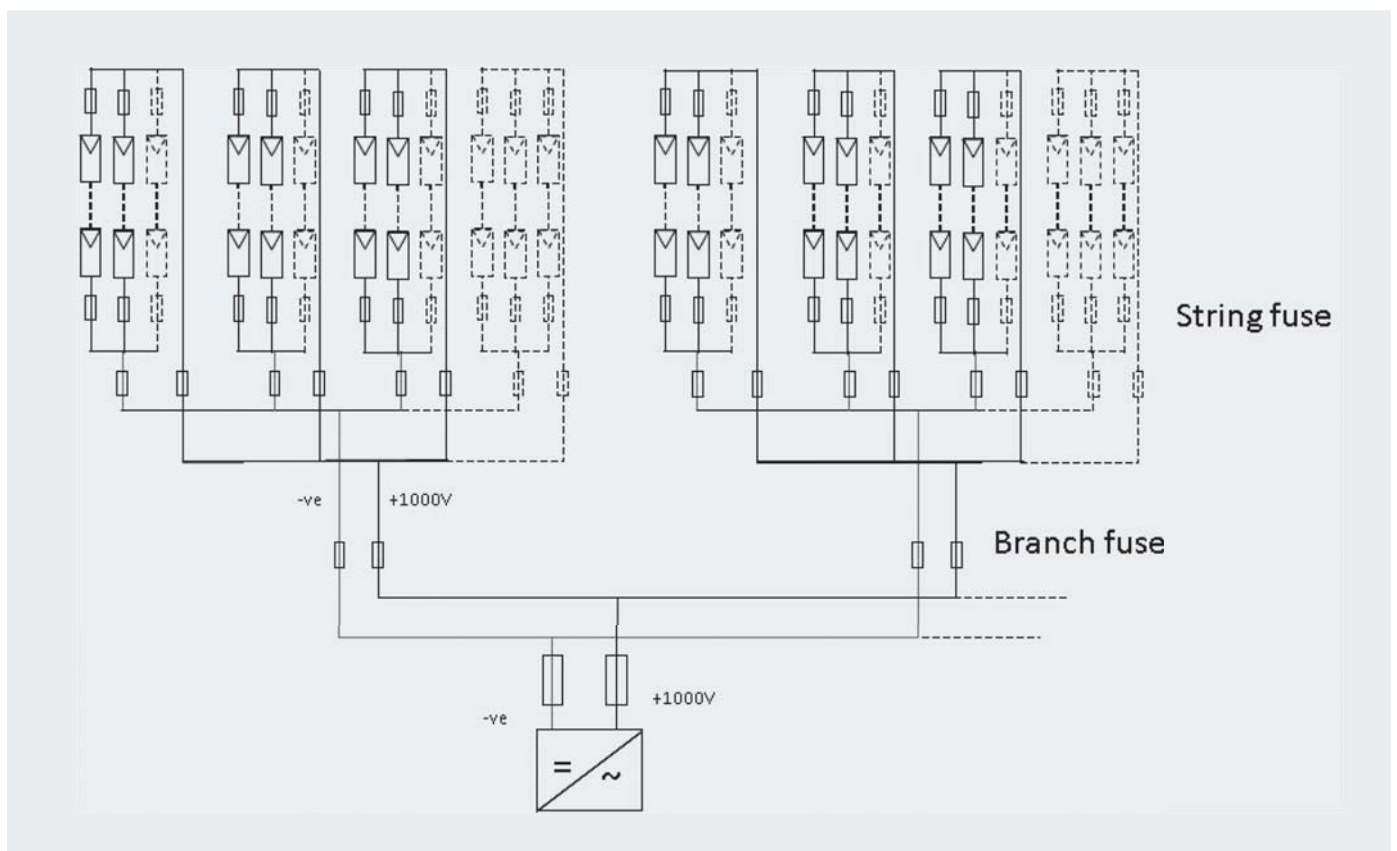 String fuse
-ve
+1000V
Branch fuse
-ve
+1000V
=
~